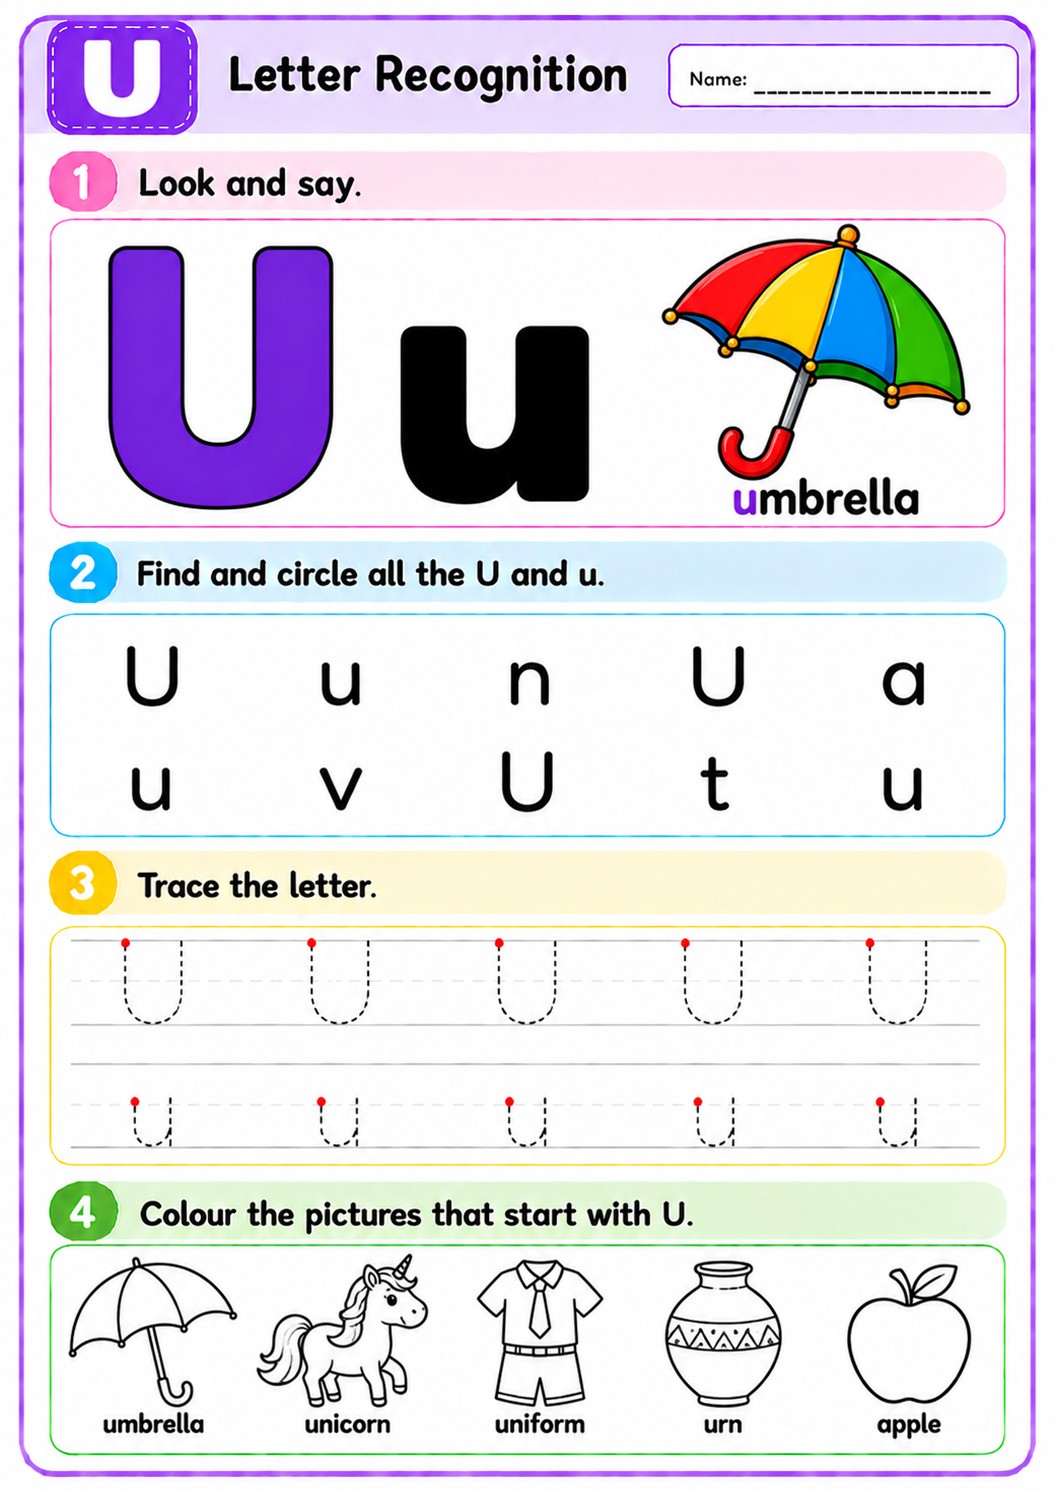 U
Letter Recognition
Name: ____________________
1
Look and say.
U u
umbrella
2
Find and circle all the U and u.
U u n U a
u v U t u
3
Trace the letter.
U U U U U
u u u u u
4
Colour the pictures that start with U.
umbrella unicorn uniform urn apple